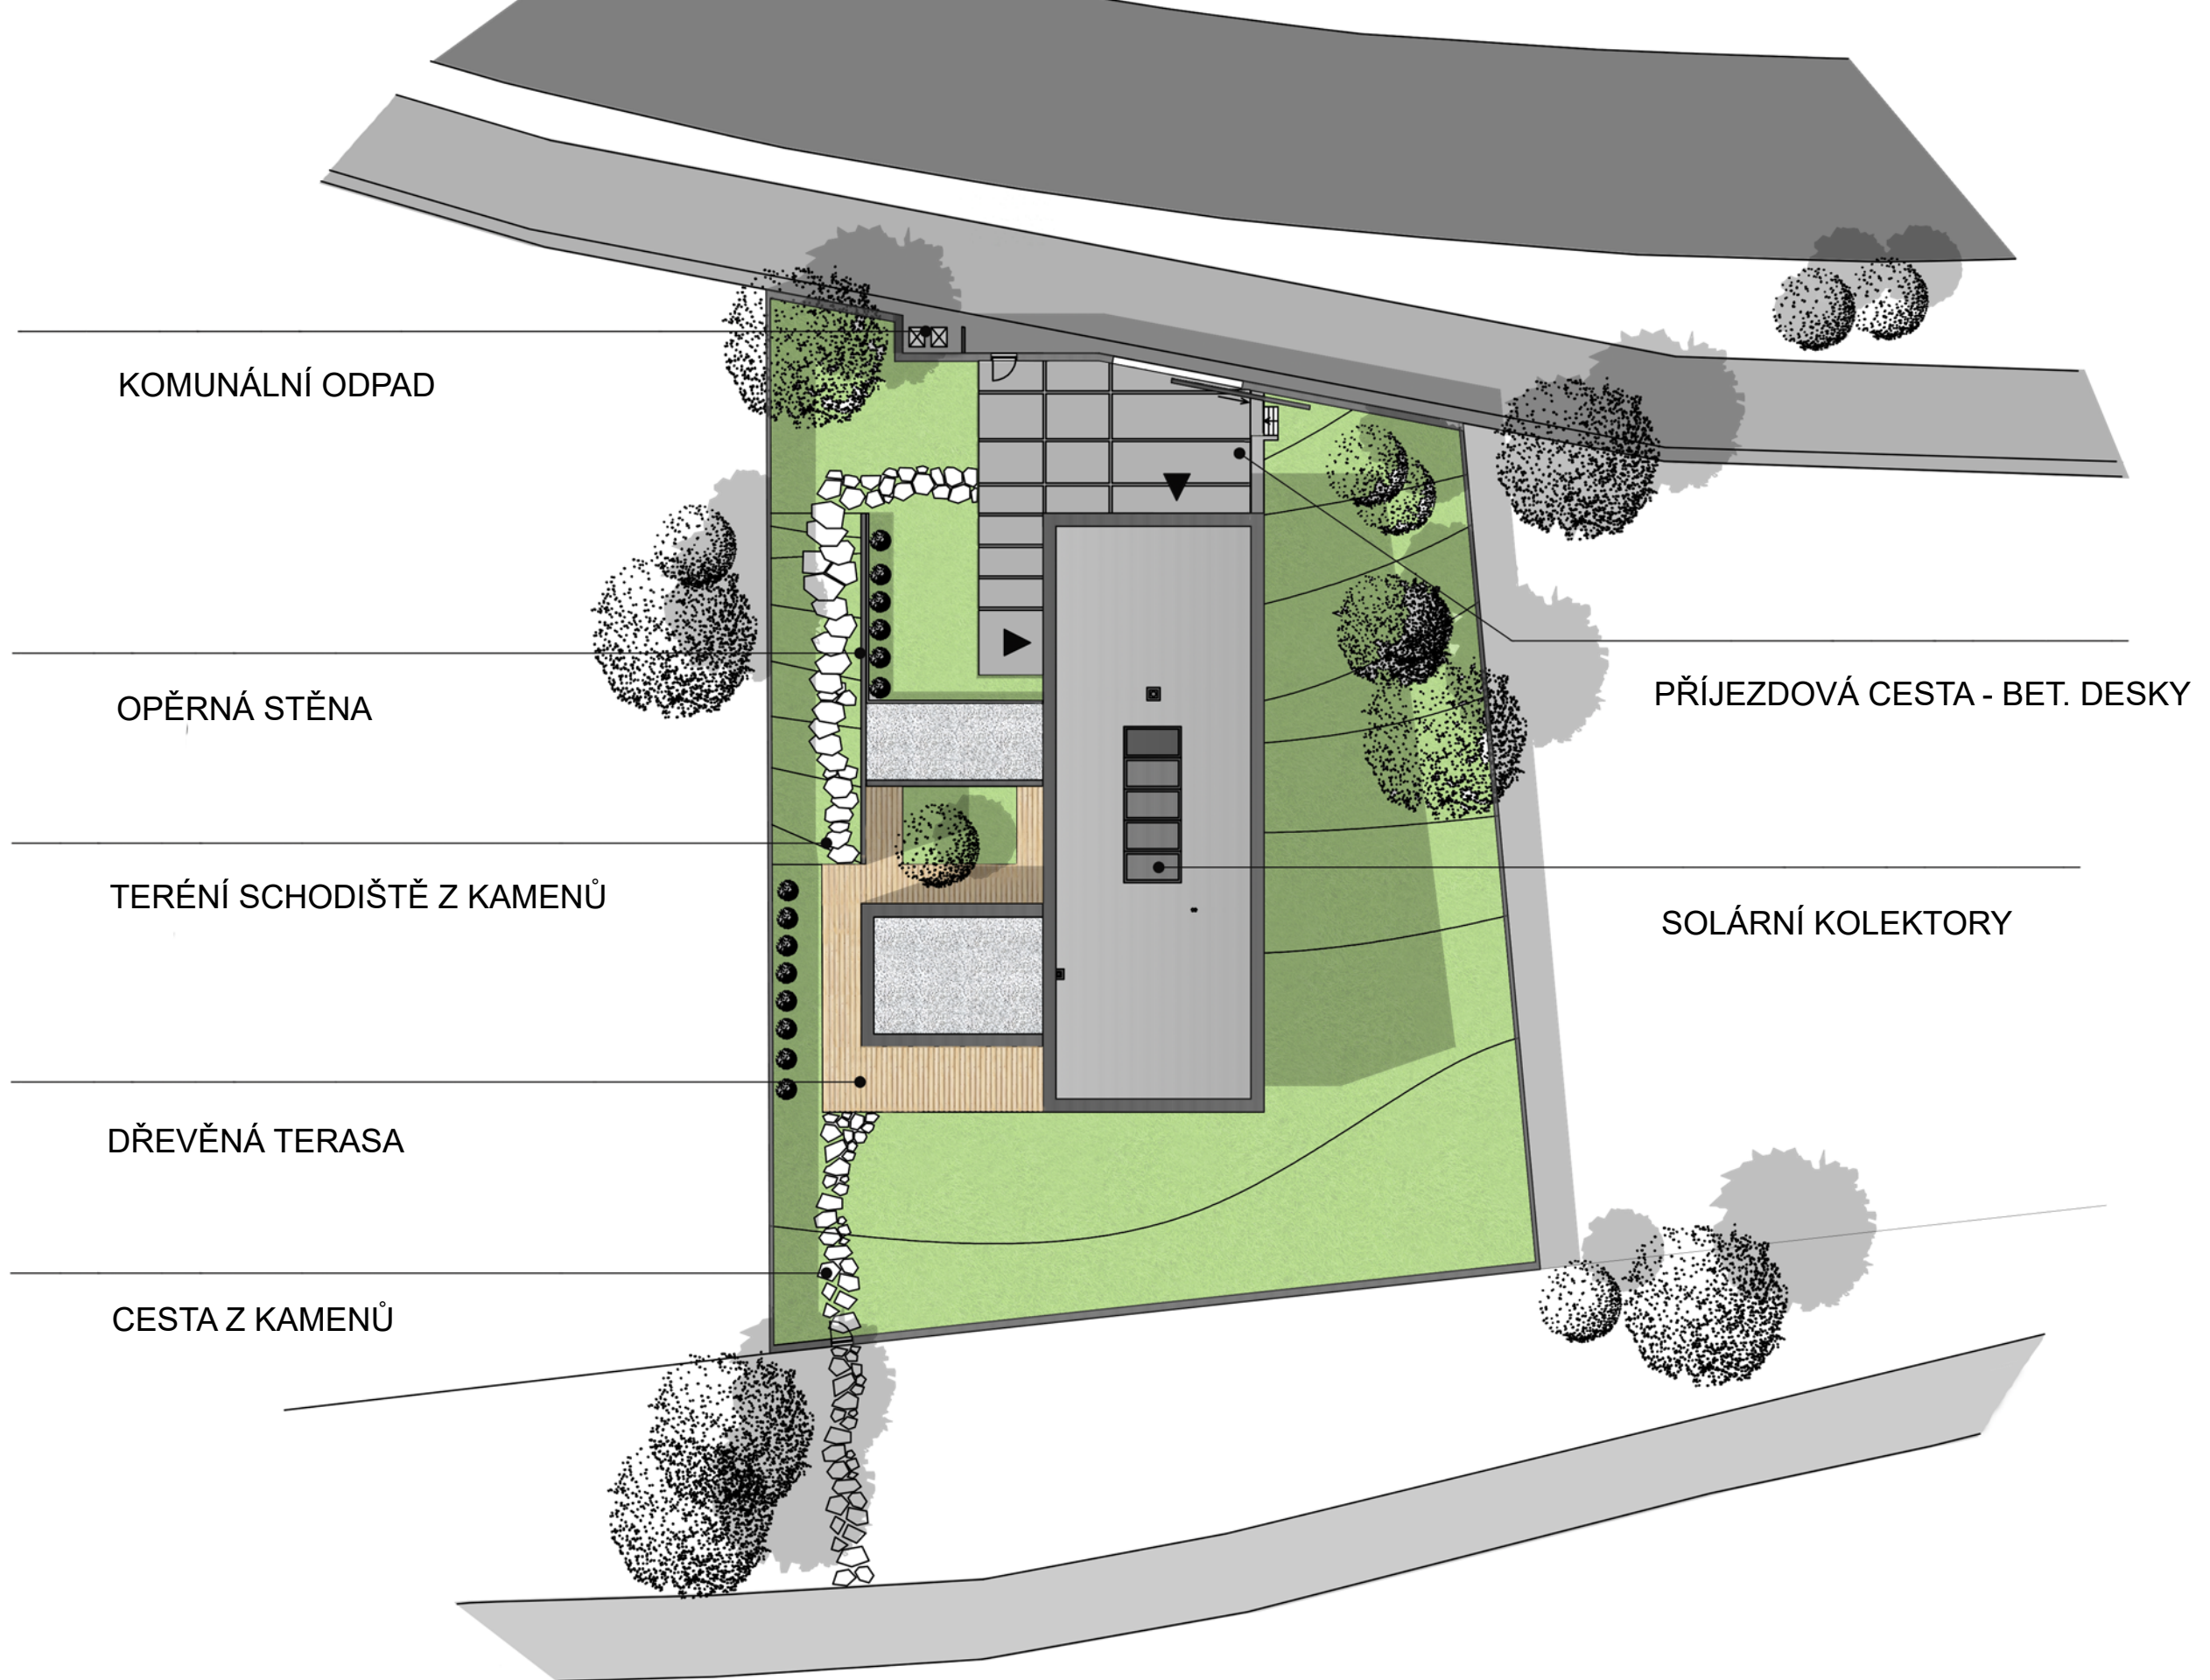 KOMUNÁLNÍ ODPAD
OPĚRNÁ STĚNA
TERÉNÍ SCHODIŠTĚ Z KAMENŮ
DŘEVĚNÁ TERASA
CESTA Z KAMENŮ
PŘÍJEZDOVÁ CESTA - BET. DESKY
SOLÁRNÍ KOLEKTORY